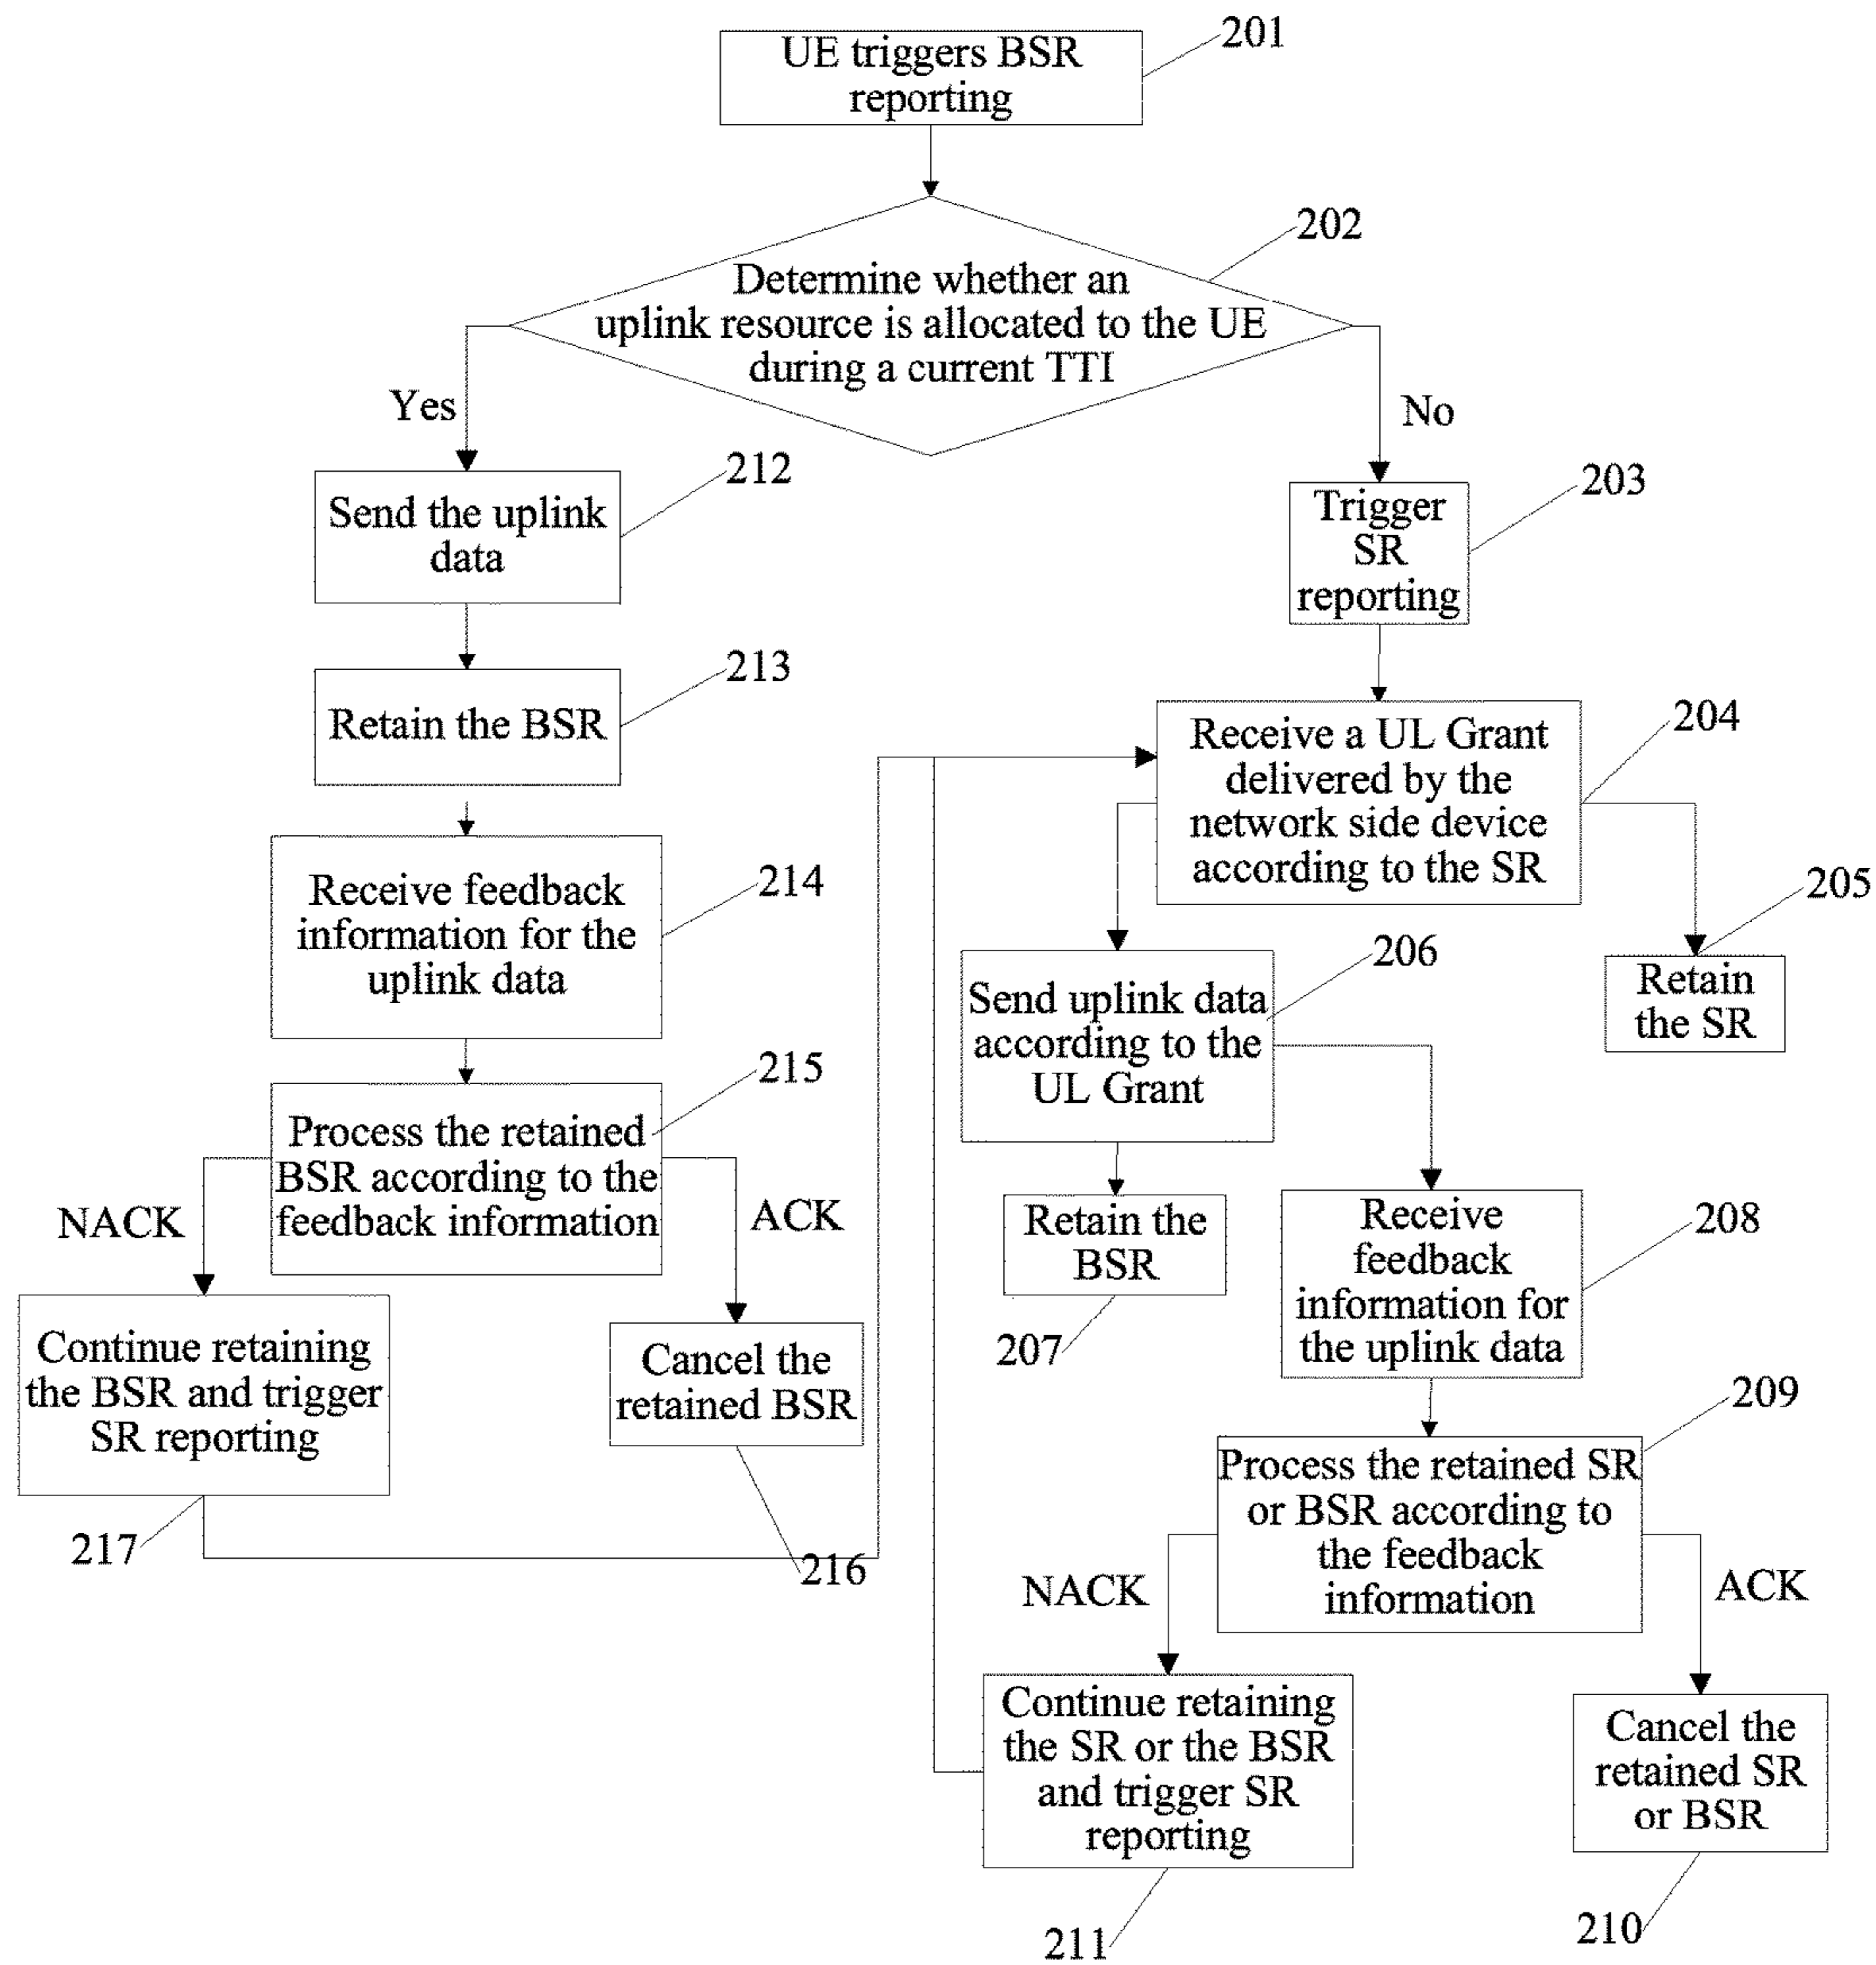 UE triggers BSR
reporting
201
Determine whether an
uplink resource is allocated to the UE
during a current TTI
202
Yes
No
Send the uplink
data
212
Trigger
SR
reporting
203
Retain the BSR
213
Receive a UL Grant
delivered by the
network side device
according to the SR
204
Retain
the SR
205
Receive feedback
information for the
uplink data
214
Send uplink data
according to the
UL Grant
206
Process the retained
BSR according to the
feedback information
215
NACK
ACK
Retain the
BSR
207
Receive
feedback
information for
the uplink data
208
Continue retaining
the BSR and trigger
SR reporting
217
Cancel the
retained BSR
216
Process the retained SR
or BSR according to
the feedback
information
209
NACK
ACK
Continue retaining
the SR or the BSR
and trigger SR
reporting
211
Cancel the
retained SR
or BSR
210